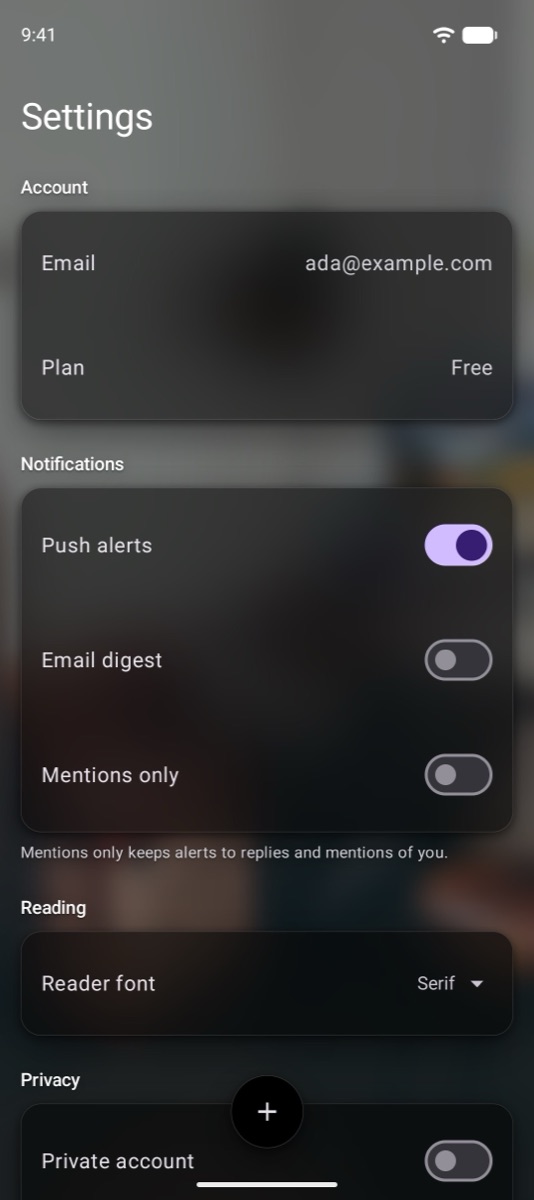 9:41
Settings
Account
Email ada@example.com
Plan Free
Notifications
Push alerts
Email digest
Mentions only
Mentions only keeps alerts to replies and mentions of you.
Reading
Reader font Serif
Privacy
+
Private account